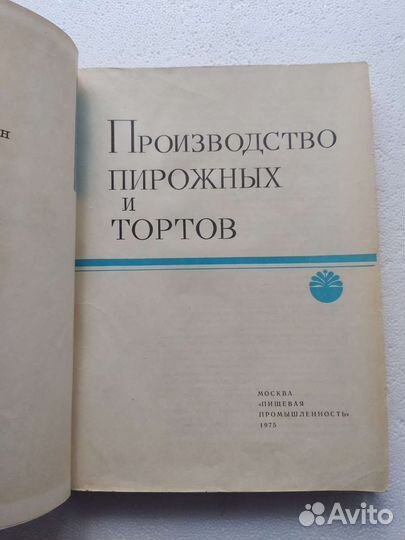 н
Производство
пирожных
и
тортов
МОСКВА
«ПИЩЕВАЯ
ПРОМЫШЛЕННОСТЬ»
1975
Avito